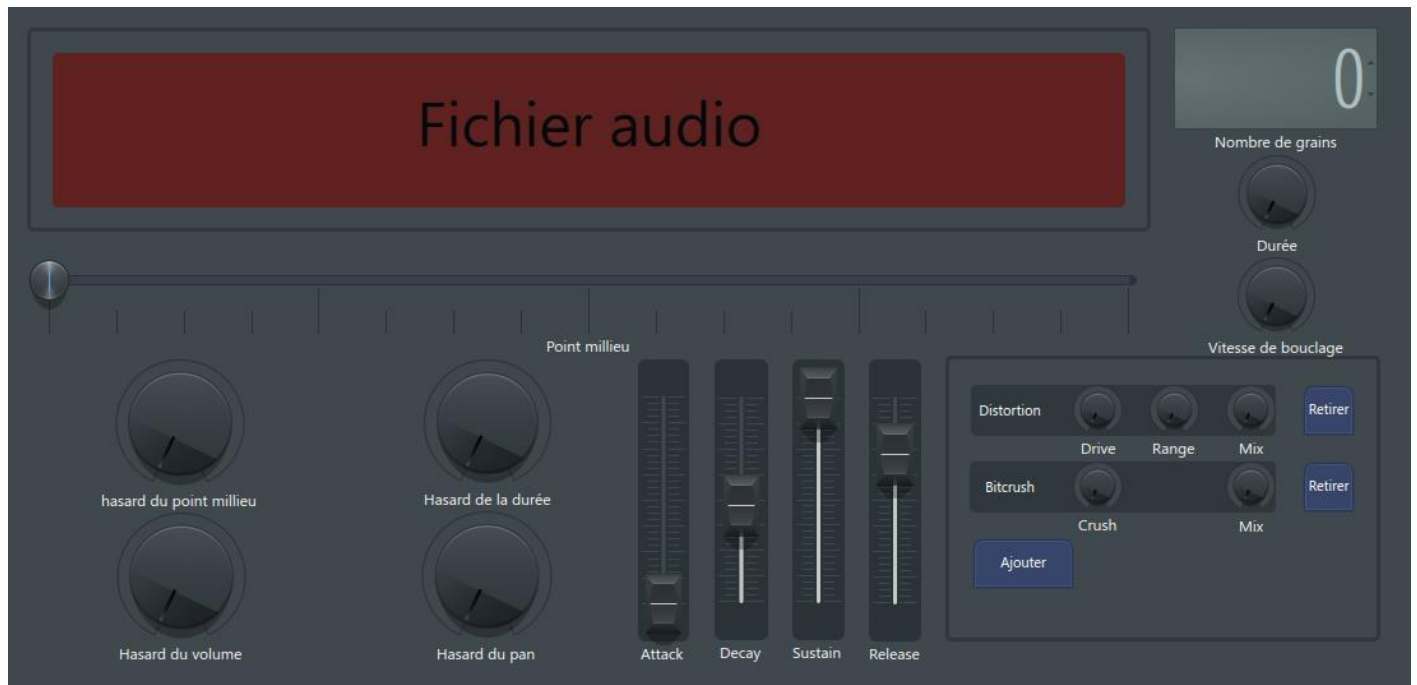 Fichier audio
0
Nombre de grains
Durée
Vitesse de bouclage
Point millieu
hasard du point millieu
Hasard de la durée
Hasard du volume
Hasard du pan
Attack
Decay
Sustain
Release
Distortion
Retirer
Drive
Range
Mix
Bitcrush
Retirer
Crush
Mix
Ajouter